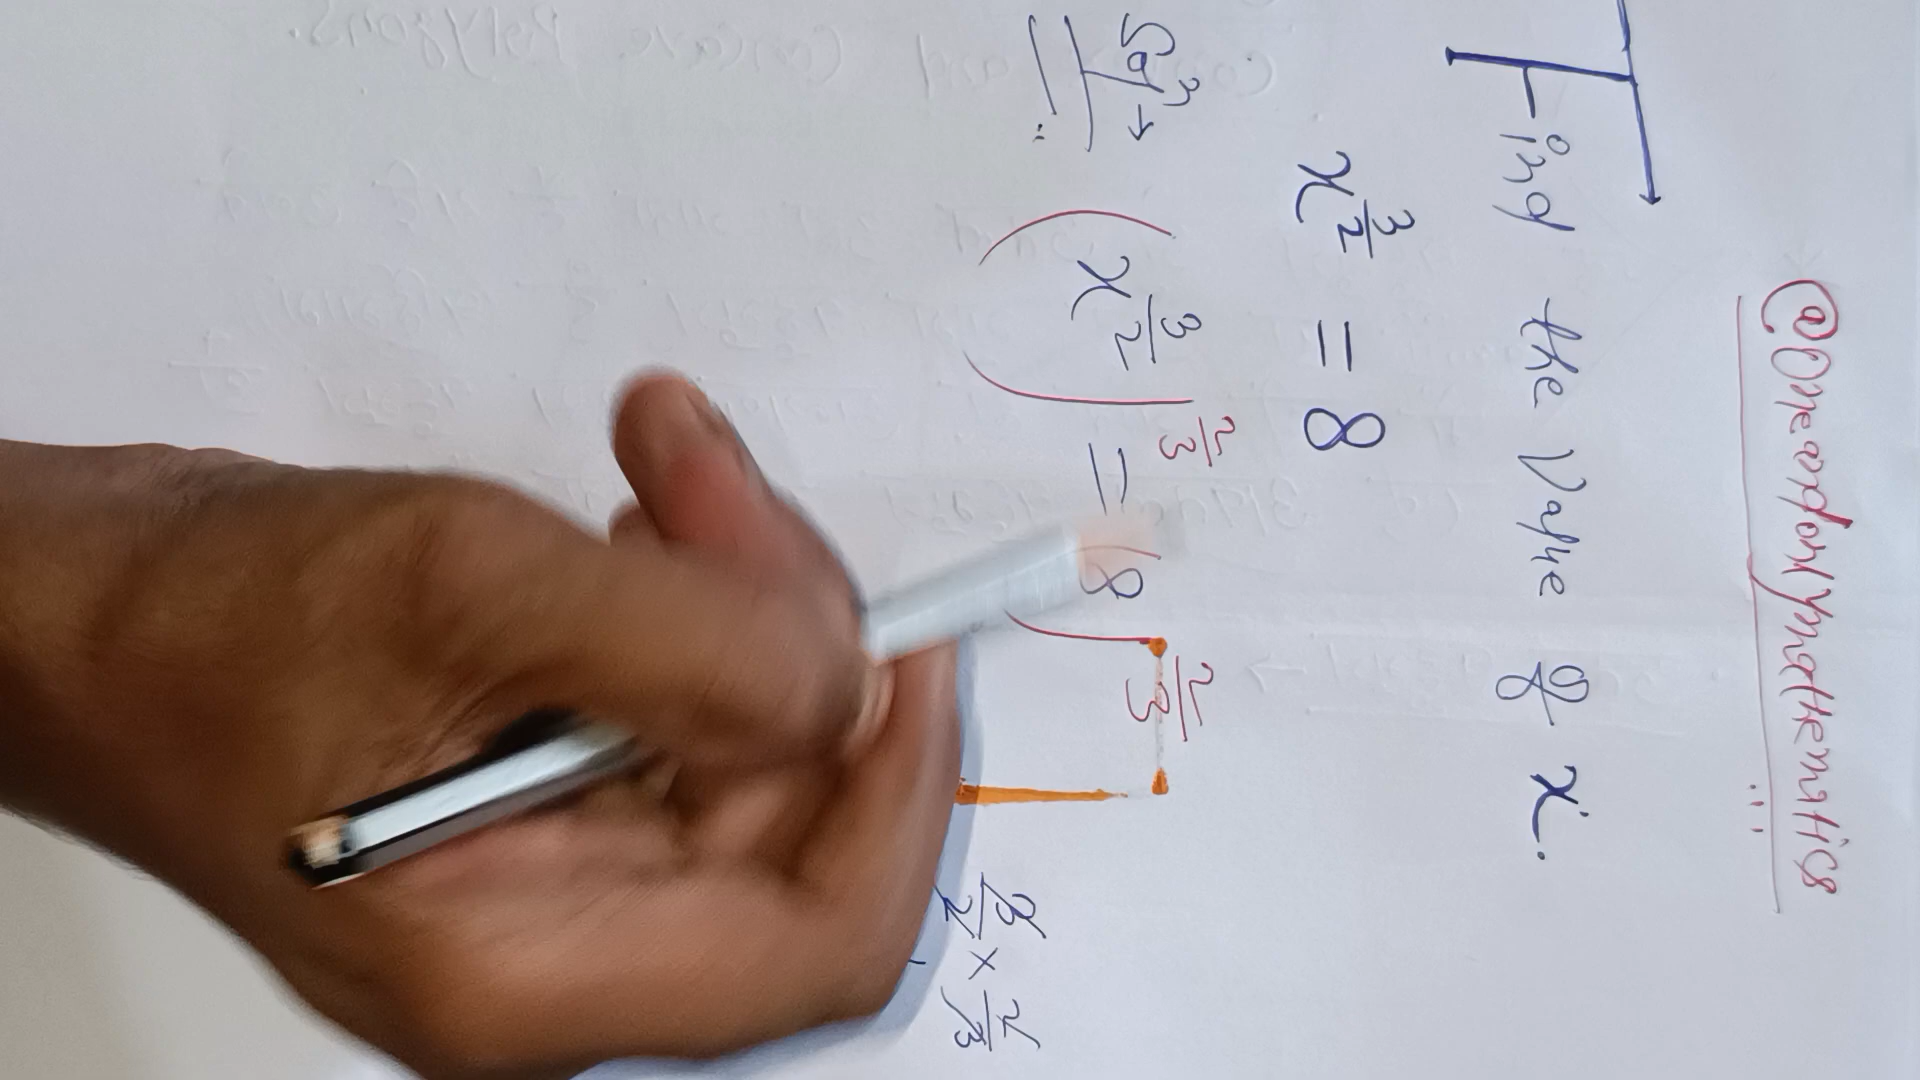 @Oneandonlymathemtics
Find the Value of x.
x^{3/2} = 8
Sol^n →
(x^{3/2})^{2/3} = (8)^{2/3}
3/2 × 2/3